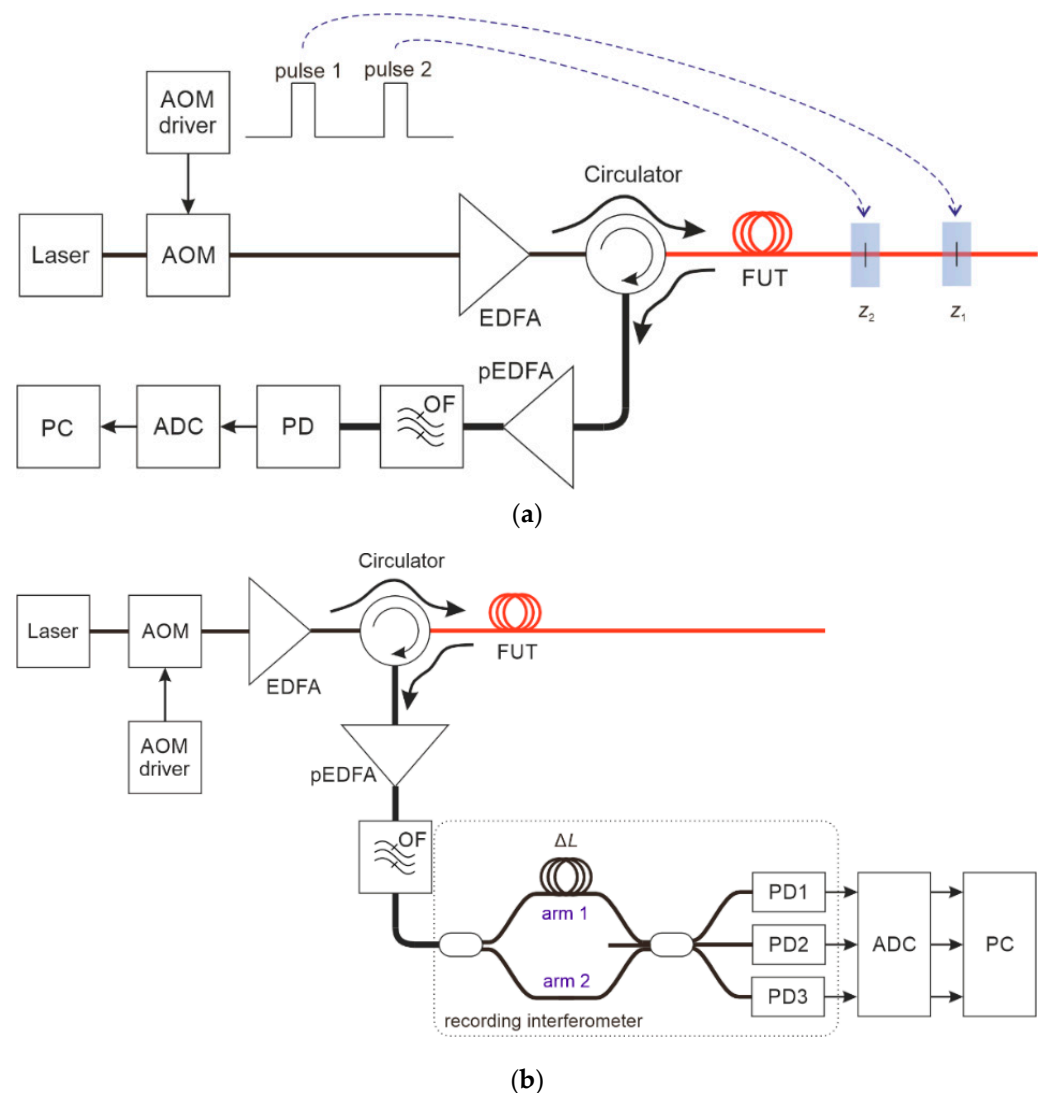 pulse 1 pulse 2
AOM
driver
Circulator
Laser
AOM
EDFA
FUT
z2
z1
pEDFA
PC
ADC
PD
OF
(a)
Circulator
Laser
AOM
EDFA
FUT
AOM
driver
pEDFA
OF
ΔL
arm 1
arm 2
PD1
PD2
PD3
ADC
PC
recording interferometer
(b)